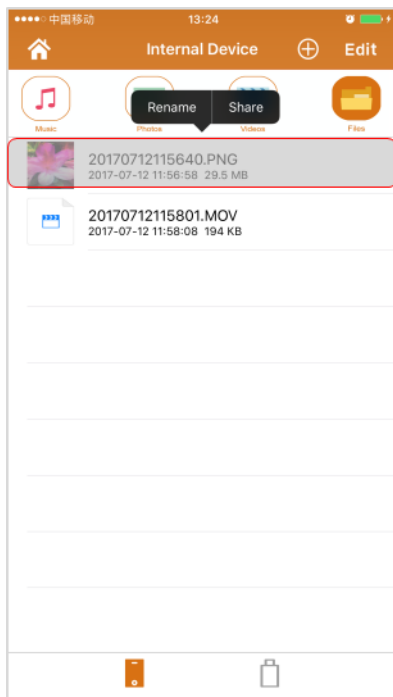 中国移动 13:24
Internal Device Edit
Rename Share
Music Photos Videos Files
20170712115640.PNG
2017-07-12 11:56:58 29.5 MB
20170712115801.MOV
2017-07-12 11:58:08 194 KB